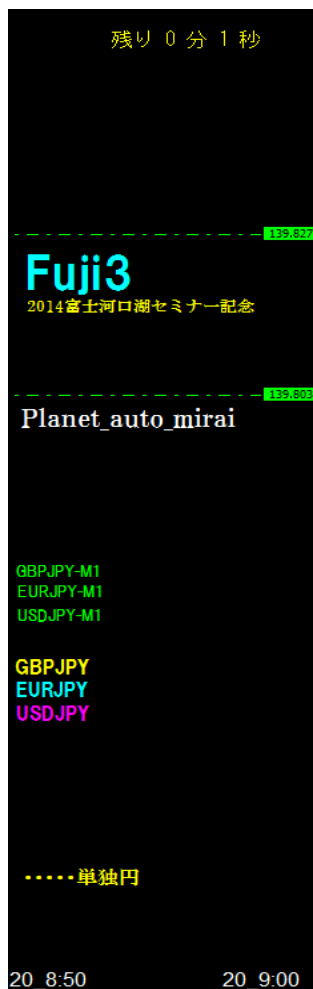 残り 0 分 1 秒
139.827
Fuji3
2014富士河口湖セミナー記念
139.803
Planet_auto_mirai
GBPJPY-M1
EURJPY-M1
USDJPY-M1
GBPJPY
EURJPY
USDJPY
・・・・・単独円
20 8:50 20 9:00